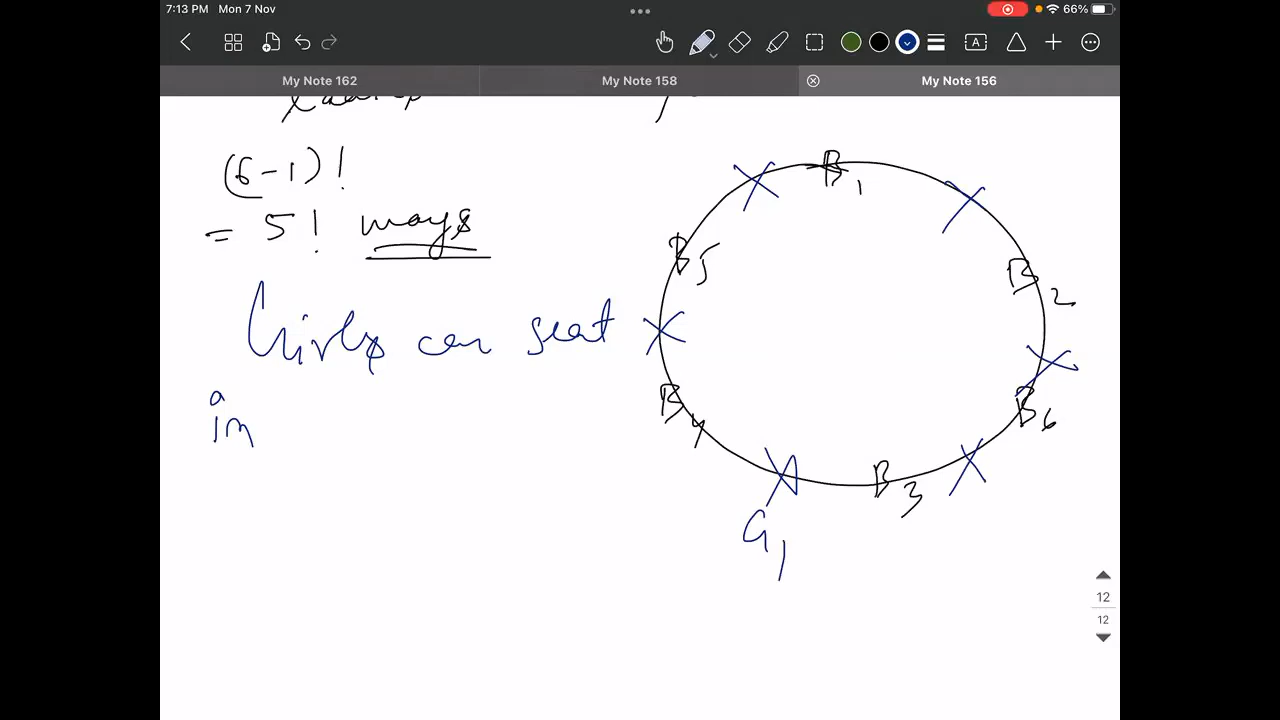 7:13 PM Mon 7 Nov
66%
My Note 162
My Note 158
My Note 156
(6-1)!
= 5! ways
Girls can seat
in
B1
B2
B6
B3
B4
B5
G1
12
12